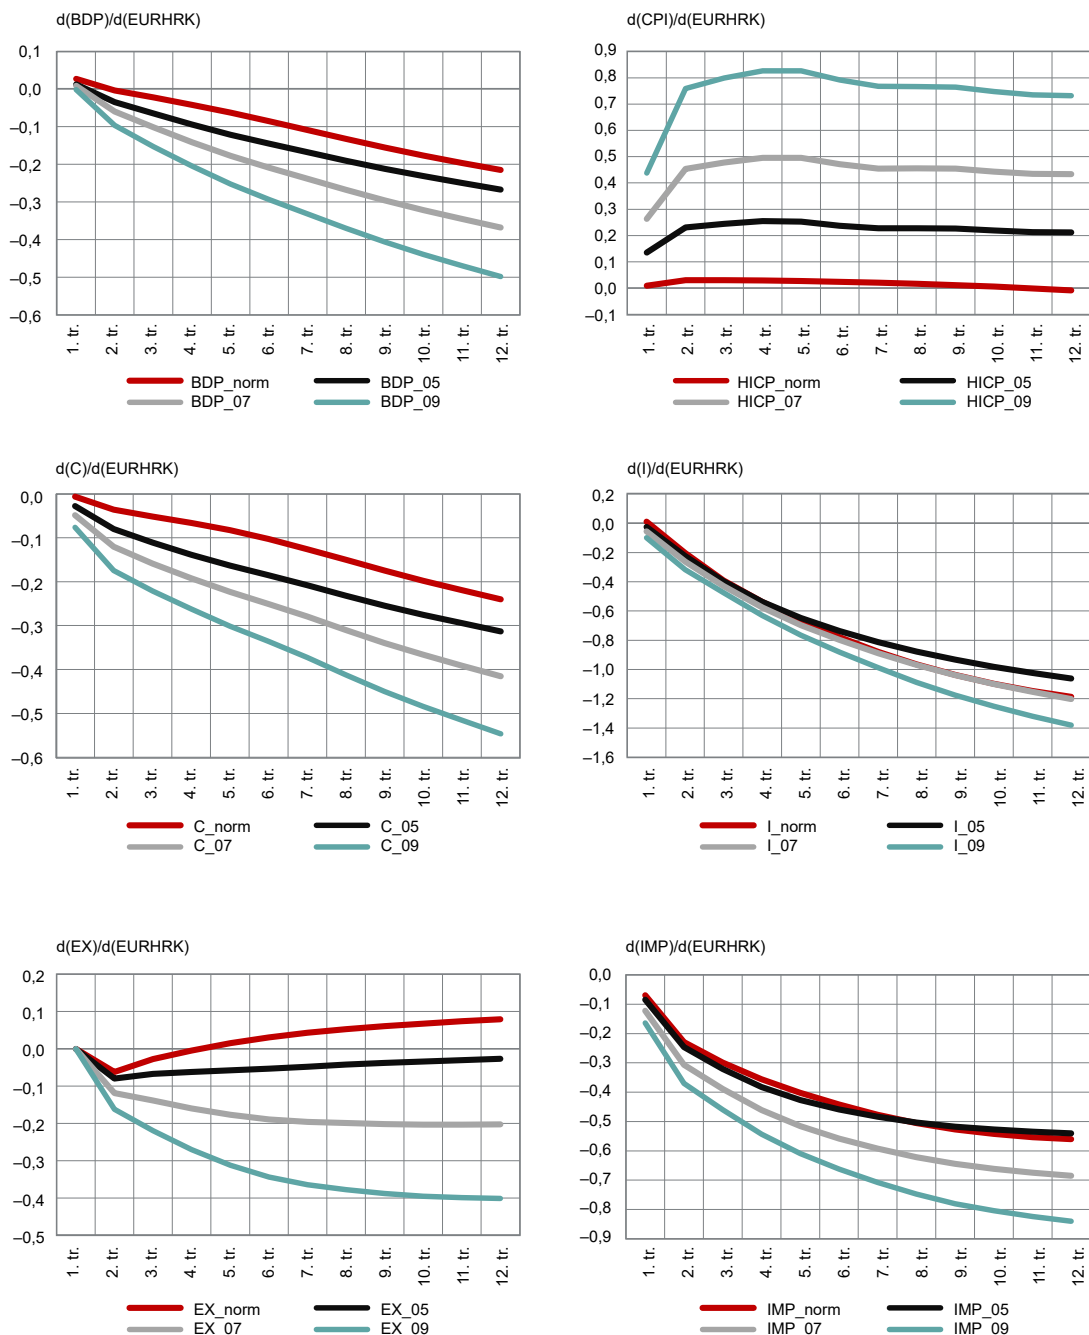 d(BDP)/d(EURHRK)
0,1
0,0
–0,1
–0,2
–0,3
–0,4
–0,5
–0,6
1. tr.
2. tr.
3. tr.
4. tr.
5. tr.
6. tr.
7. tr.
8. tr.
9. tr.
10. tr.
11. tr.
12. tr.
BDP_norm BDP_05
BDP_07 BDP_09
d(CPI)/d(EURHRK)
0,9
0,8
0,7
0,6
0,5
0,4
0,3
0,2
0,1
0,0
–0,1
1. tr.
2. tr.
3. tr.
4. tr.
5. tr.
6. tr.
7. tr.
8. tr.
9. tr.
10. tr.
11. tr.
12. tr.
HICP_norm HICP_05
HICP_07 HICP_09
d(C)/d(EURHRK)
0,0
–0,1
–0,2
–0,3
–0,4
–0,5
–0,6
1. tr.
2. tr.
3. tr.
4. tr.
5. tr.
6. tr.
7. tr.
8. tr.
9. tr.
10. tr.
11. tr.
12. tr.
C_norm C_05
C_07 C_09
d(I)/d(EURHRK)
0,2
0,0
–0,2
–0,4
–0,6
–0,8
–1,0
–1,2
–1,4
–1,6
1. tr.
2. tr.
3. tr.
4. tr.
5. tr.
6. tr.
7. tr.
8. tr.
9. tr.
10. tr.
11. tr.
12. tr.
I_norm I_05
I_07 I_09
d(EX)/d(EURHRK)
0,2
0,1
0,0
–0,1
–0,2
–0,3
–0,4
–0,5
1. tr.
2. tr.
3. tr.
4. tr.
5. tr.
6. tr.
7. tr.
8. tr.
9. tr.
10. tr.
11. tr.
12. tr.
EX_norm EX_05
EX_07 EX_09
d(IMP)/d(EURHRK)
0,0
–0,1
–0,2
–0,3
–0,4
–0,5
–0,6
–0,7
–0,8
–0,9
1. tr.
2. tr.
3. tr.
4. tr.
5. tr.
6. tr.
7. tr.
8. tr.
9. tr.
10. tr.
11. tr.
12. tr.
IMP_norm IMP_05
IMP_07 IMP_09